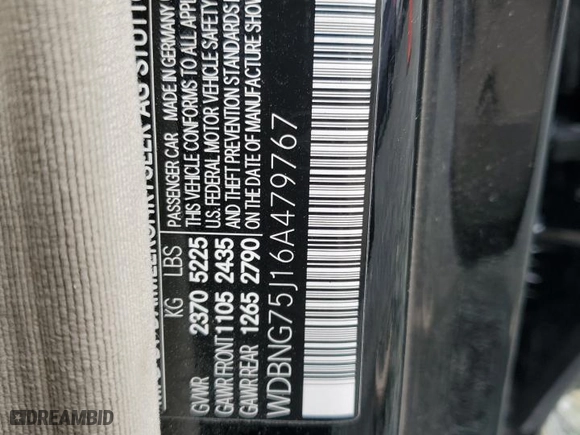 PASSENGER CAR MADE IN GERMANY
KG LBS THIS VEHICLE CONFORMS TO ALL
GVWR 2370 5225 U.S. FEDERAL MOTOR VEHICLE SAFETY
GAWR FRONT 1105 2435 AND THEFT PREVENTION STANDARDS
GAWR REAR 1265 2790 ON THE DATE OF MANUFACTURE
WDBNG75J16A479767
DREAMBID